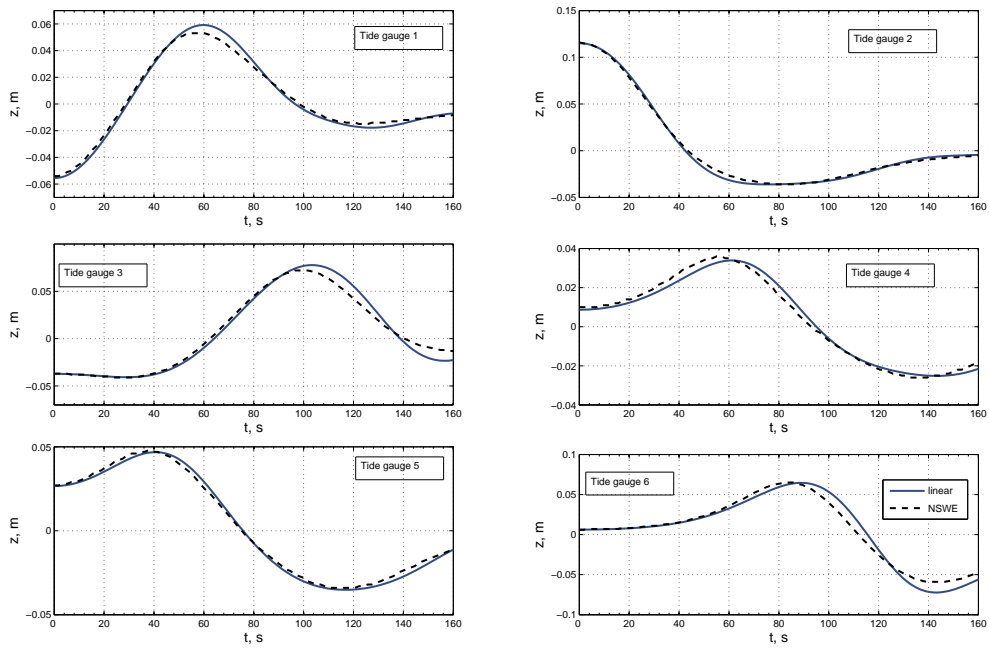 Tide gauge 1
z, m
0.06
0.04
0.02
0
−0.02
−0.04
−0.06
0 20 40 60 80 100 120 140 160
t, s
Tide gauge 2
z, m
0.15
0.1
0.05
0
−0.05
0 20 40 60 80 100 120 140 160
t, s
Tide gauge 3
z, m
0.05
0
−0.05
0 20 40 60 80 100 120 140 160
t, s
Tide gauge 4
z, m
0.04
0.02
0
−0.02
−0.04
0 20 40 60 80 100 120 140 160
t, s
Tide gauge 5
z, m
0.05
0
−0.05
0 20 40 60 80 100 120 140 160
t, s
Tide gauge 6
linear
NSWE
z, m
0.1
0.05
0
−0.05
−0.1
0 20 40 60 80 100 120 140 160
t, s